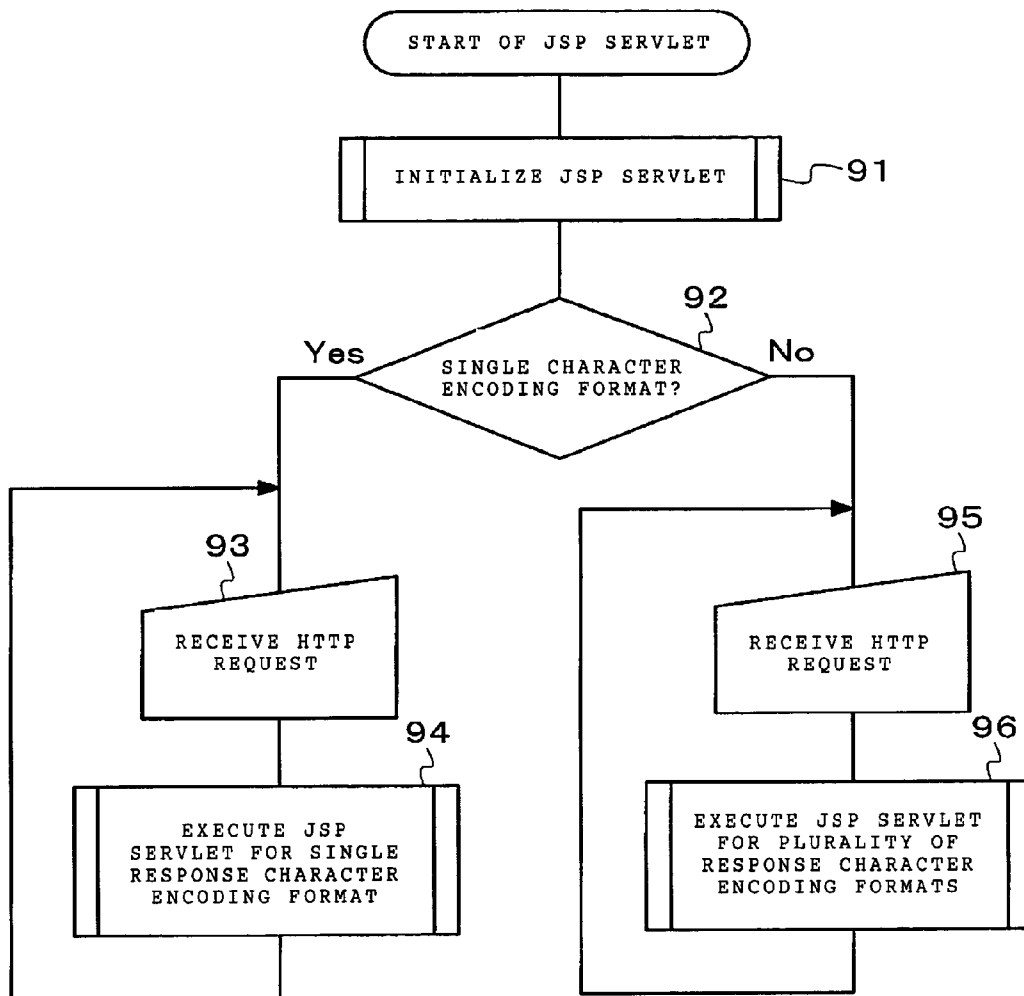 START OF JSP SERVLET
INITIALIZE JSP SERVLET
91
92
Yes
No
SINGLE CHARACTER
ENCODING FORMAT?
93
RECEIVE HTTP
REQUEST
94
EXECUTE JSP
SERVLET FOR SINGLE
RESPONSE CHARACTER
ENCODING FORMAT
95
RECEIVE HTTP
REQUEST
96
EXECUTE JSP SERVLET
FOR PLURALITY OF
RESPONSE CHARACTER
ENCODING FORMATS